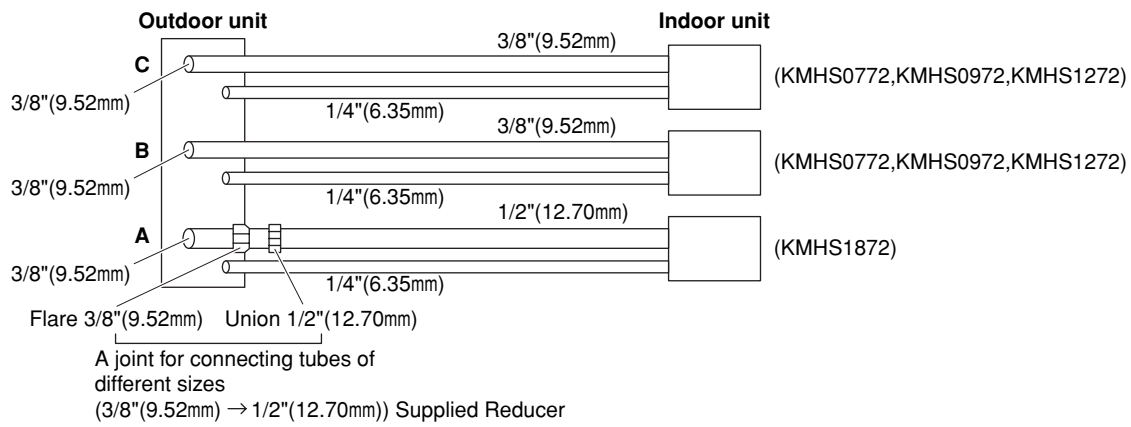 Outdoor unit
Indoor unit
C
3/8"(9.52mm)
(KMHS0772,KMHS0972,KMHS1272)
3/8"(9.52mm)
1/4"(6.35mm)
B
3/8"(9.52mm)
(KMHS0772,KMHS0972,KMHS1272)
3/8"(9.52mm)
1/4"(6.35mm)
A
1/2"(12.70mm)
(KMHS1872)
3/8"(9.52mm)
1/4"(6.35mm)
Flare 3/8"(9.52mm)
Union 1/2"(12.70mm)
A joint for connecting tubes of
different sizes
(3/8"(9.52mm) → 1/2"(12.70mm)) Supplied Reducer